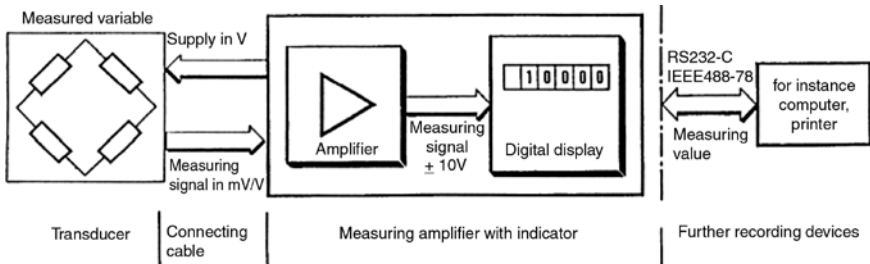 Measured variable
Supply in V
Measuring
signal in mV/V
Amplifier
Measuring
signal
± 10V
10000
Digital display
RS232-C
IEEE488-78
Measuring
value
for instance
computer,
printer
Transducer
Connecting
cable
Measuring amplifier with indicator
Further recording devices